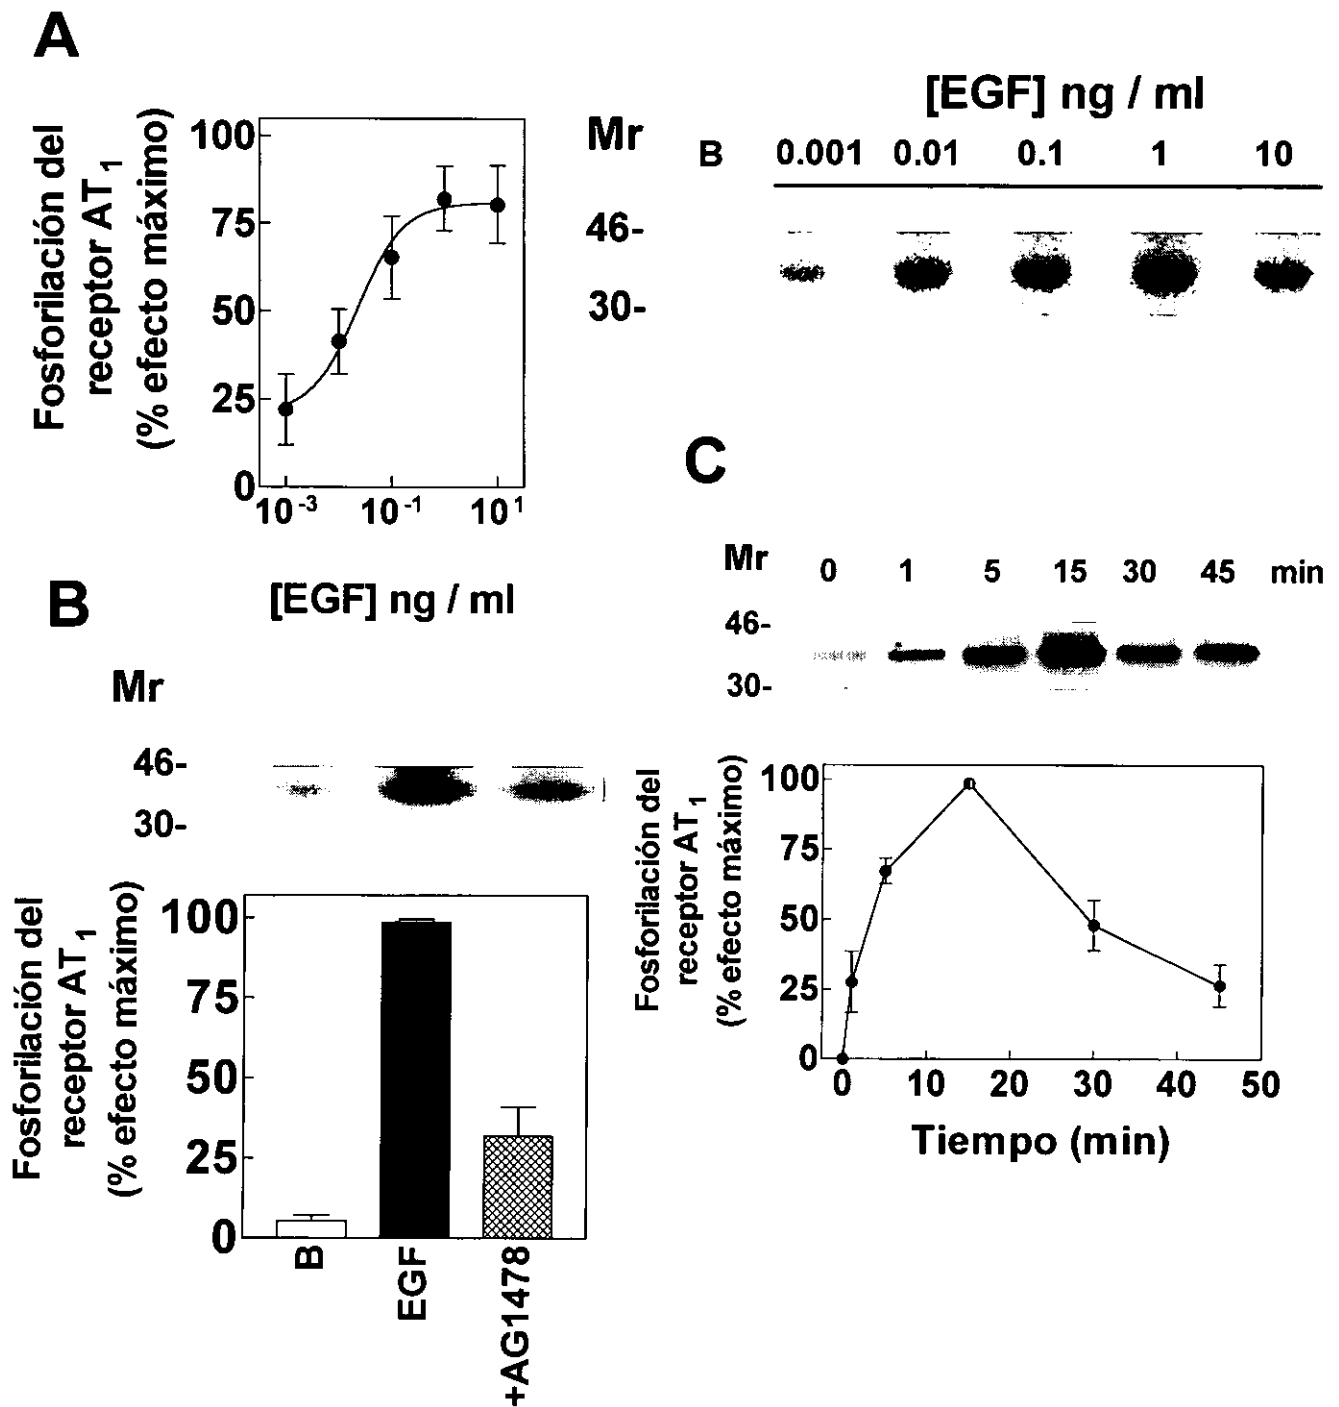 A
Fosforilación del
receptor AT1
(% efecto máximo)
100
75
50
25
0
10-3 10-1 101
[EGF] ng / ml
[EGF] ng / ml
Mr
B 0.001 0.01 0.1 1 10
46-
30-
B
Mr
46-
30-
Fosforilación del
receptor AT1
(% efecto máximo)
100
75
50
25
0
B EGF +AG1478
C
Mr 0 1 5 15 30 45 min
46-
30-
Fosforilación del
receptor AT1
(% efecto máximo)
100
75
50
25
0
0 10 20 30 40 50
Tiempo (min)